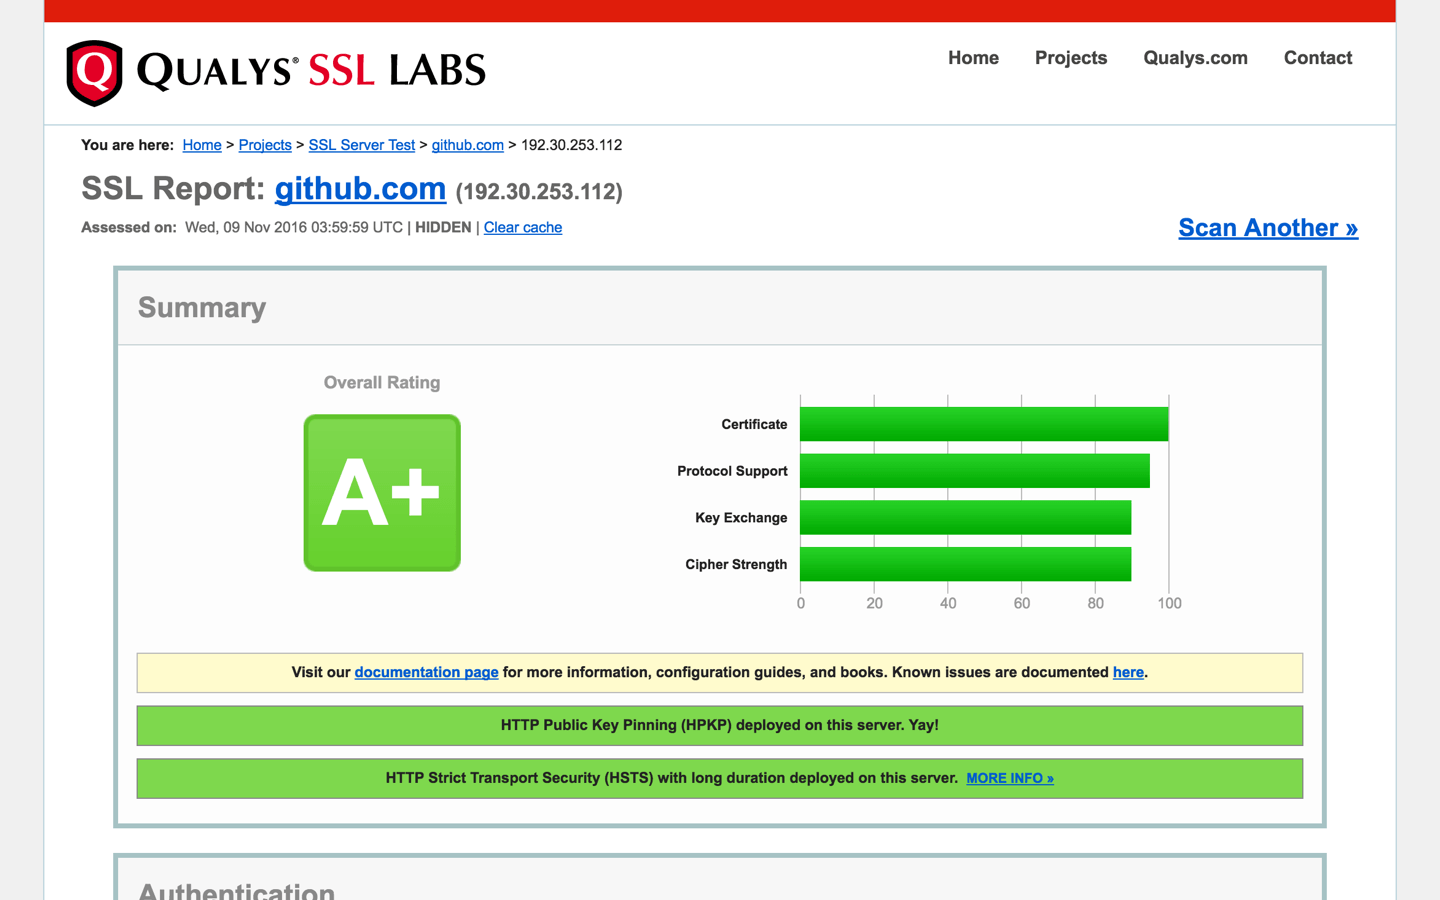 QUALYS® SSL LABS
Home Projects Qualys.com Contact
You are here: Home > Projects > SSL Server Test > github.com > 192.30.253.112
SSL Report: github.com (192.30.253.112)
Assessed on: Wed, 09 Nov 2016 03:59:59 UTC | HIDDEN | Clear cache
Scan Another »
Summary
Overall Rating
A+
Certificate
Protocol Support
Key Exchange
Cipher Strength
0 20 40 60 80 100
Visit our documentation page for more information, configuration guides, and books. Known issues are documented here.
HTTP Public Key Pinning (HPKP) deployed on this server. Yay!
HTTP Strict Transport Security (HSTS) with long duration deployed on this server. MORE INFO »
Authentication